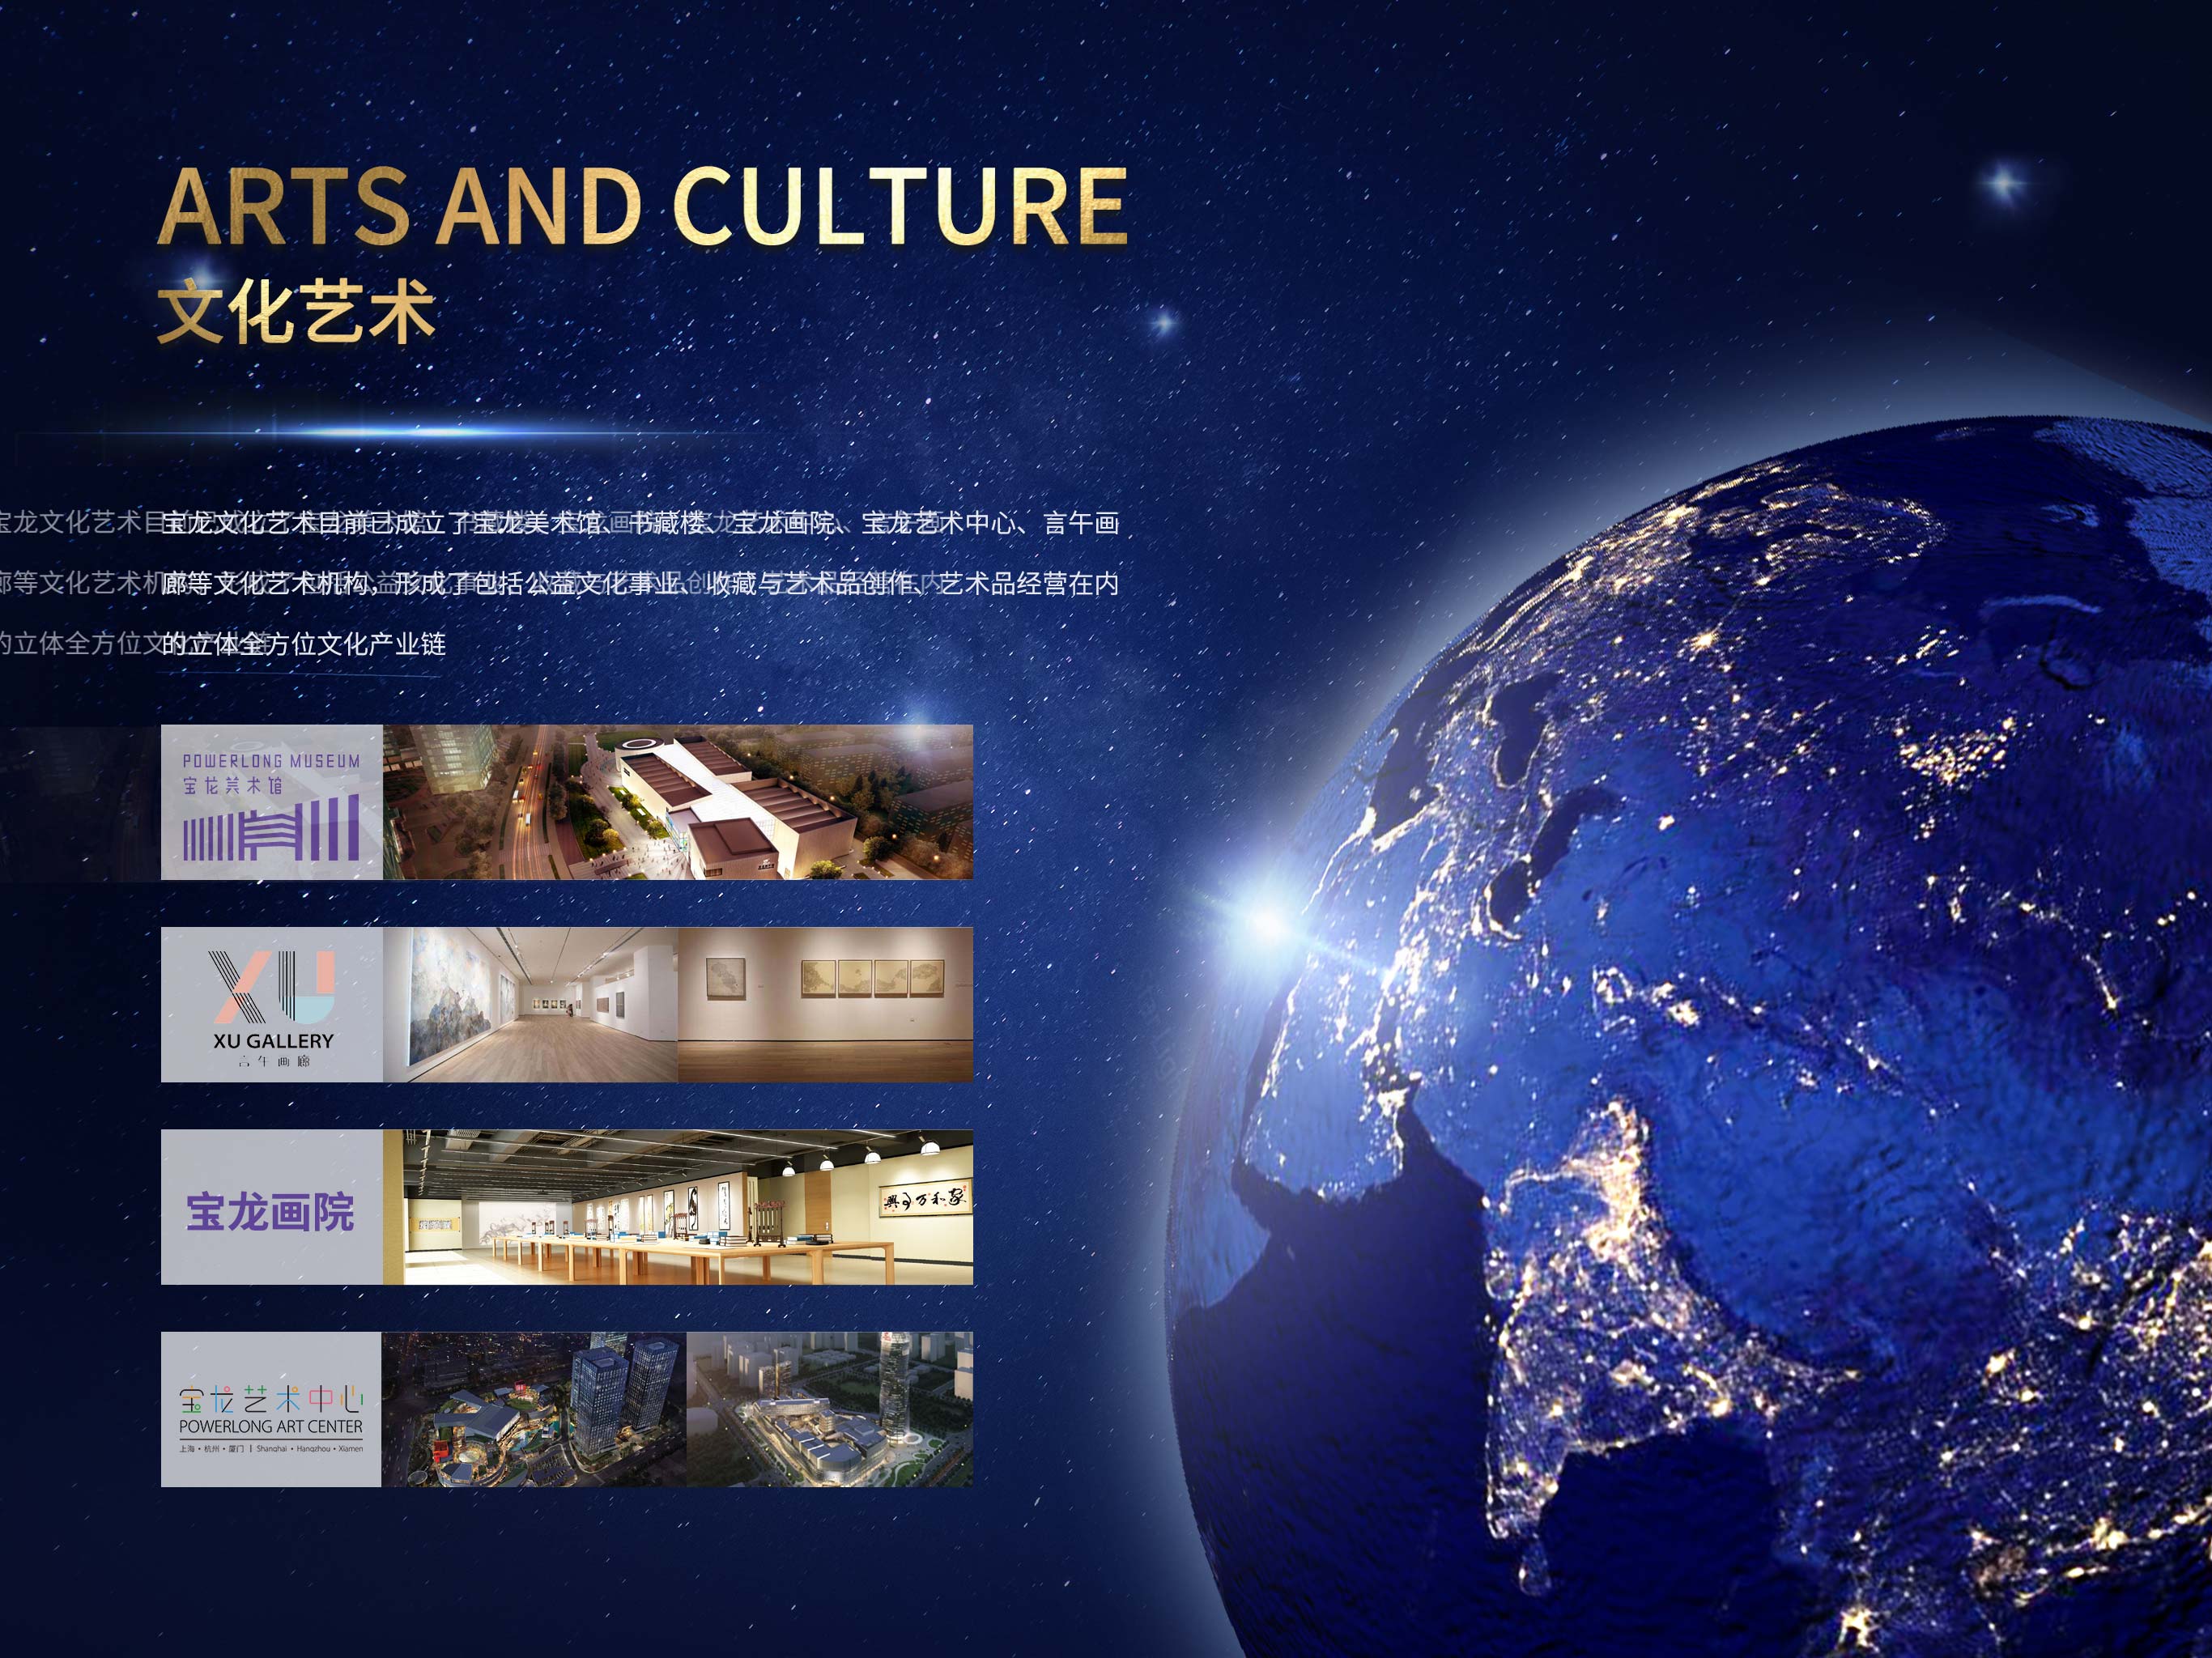 ARTS AND CULTURE
文化艺术
宝龙文化艺术目前已成立了宝龙美术馆、书藏楼、宝龙画院、宝龙艺术中心、言午画
廊等文化艺术机构，形成了包括公益文化事业、收藏与艺术品创作、艺术品经营在内
的立体全方位文化产业链
POWERLONG MUSEUM
宝龙美术馆
XU
XU GALLERY
言午画廊
宝龙画院
宝龙艺术中心
POWERLONG ART CENTER
上海·杭州·厦门 | Shanghai·Hangzhou·Xiamen